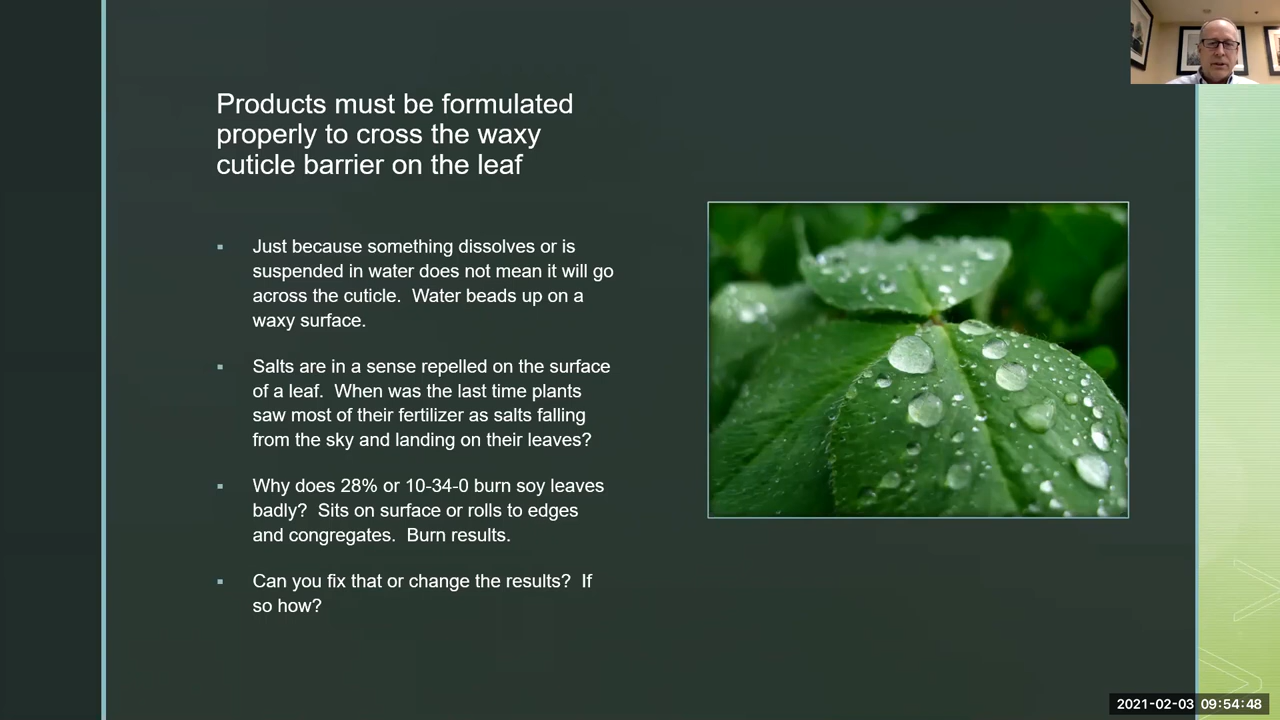 Products must be formulated
properly to cross the waxy
cuticle barrier on the leaf
Just because something dissolves or is
suspended in water does not mean it will go
across the cuticle.  Water beads up on a
waxy surface.
Salts are in a sense repelled on the surface
of a leaf.  When was the last time plants
saw most of their fertilizer as salts falling
from the sky and landing on their leaves?
Why does 28% or 10-34-0 burn soy leaves
badly?  Sits on surface or rolls to edges
and congregates.  Burn results.
Can you fix that or change the results?  If
so how?
2021-02-03  09:54:48